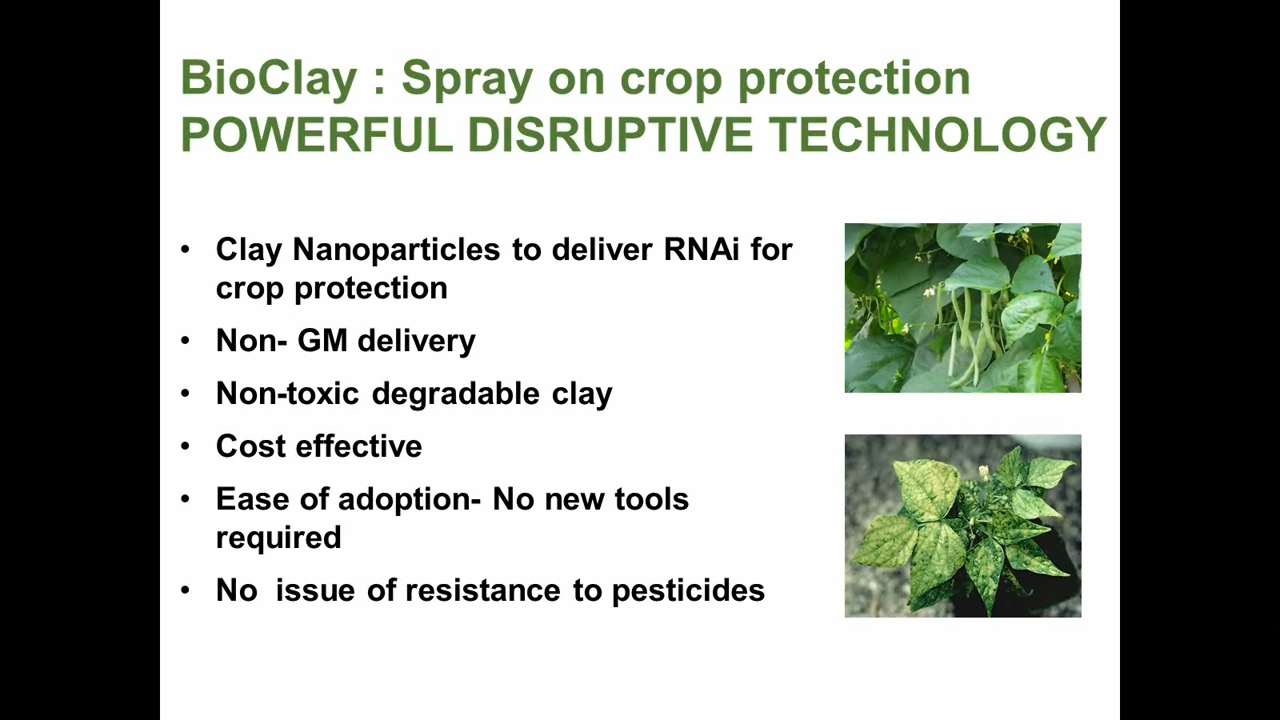 BioClay : Spray on crop protection
POWERFUL DISRUPTIVE TECHNOLOGY
• Clay Nanoparticles to deliver RNAi for
crop protection
• Non- GM delivery
• Non-toxic degradable clay
• Cost effective
• Ease of adoption- No new tools
required
• No  issue of resistance to pesticides